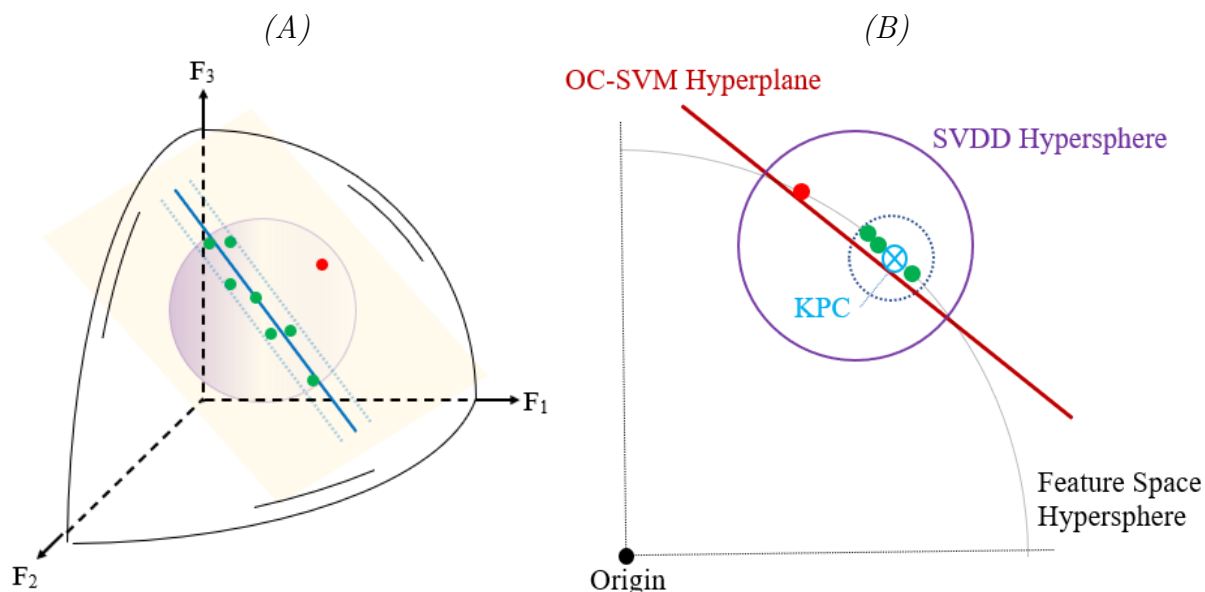 (A)
(B)
F3
F1
F2
OC-SVM Hyperplane
SVDD Hypersphere
KPC
Feature Space
Hypersphere
Origin